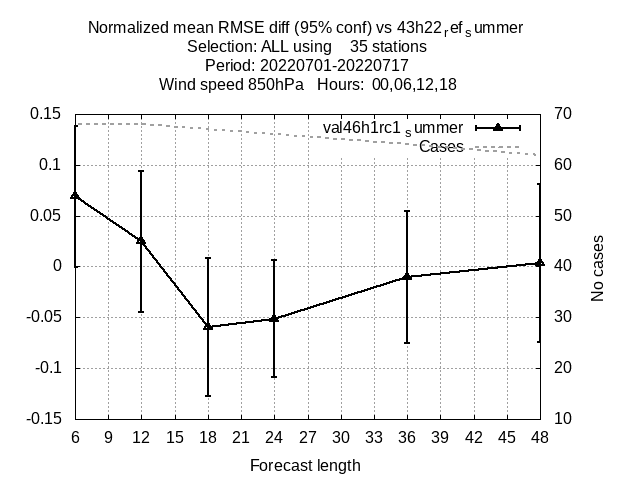 Normalized mean RMSE diff (95% conf) vs 43h22refsummer
Selection: ALL using 35 stations
Period: 20220701-20220717
Wind speed 850hPa Hours: 00,06,12,18
val46h1rc1summer
Cases
0.15
0.1
0.05
0
-0.05
-0.1
-0.15
70
60
50
40
30
20
10
No cases
6 9 12 15 18 21 24 27 30 33 36 39 42 45 48
Forecast length